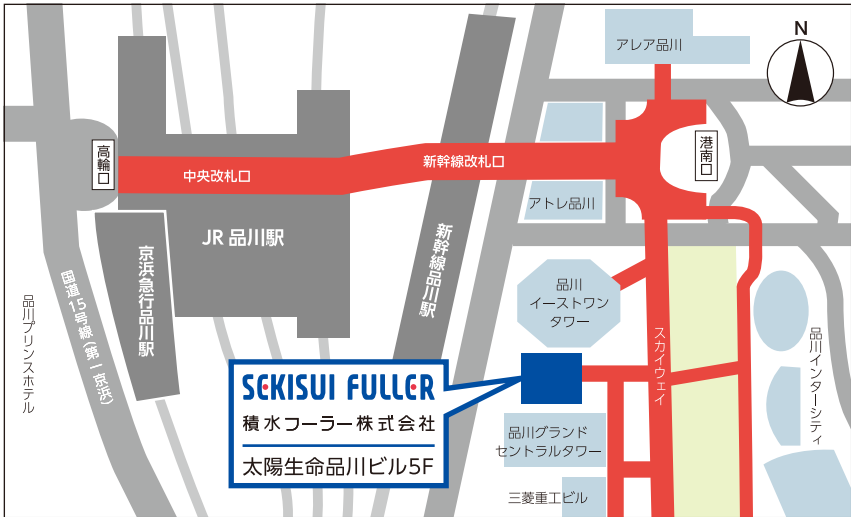 N
アレア品川
高輪口
中央改札口
新幹線改札口
港南口
アトレ品川
JR 品川駅
新幹線品川駅
京浜急行品川駅
国道15号線(第一京浜)
品川プリンスホテル
品川
イーストワン
タワー
スカイウェイ
品川インターシティ
SEKISUI FULLER
積水フーラー株式会社
太陽生命品川ビル5F
品川グランド
セントラルタワー
三菱重工ビル